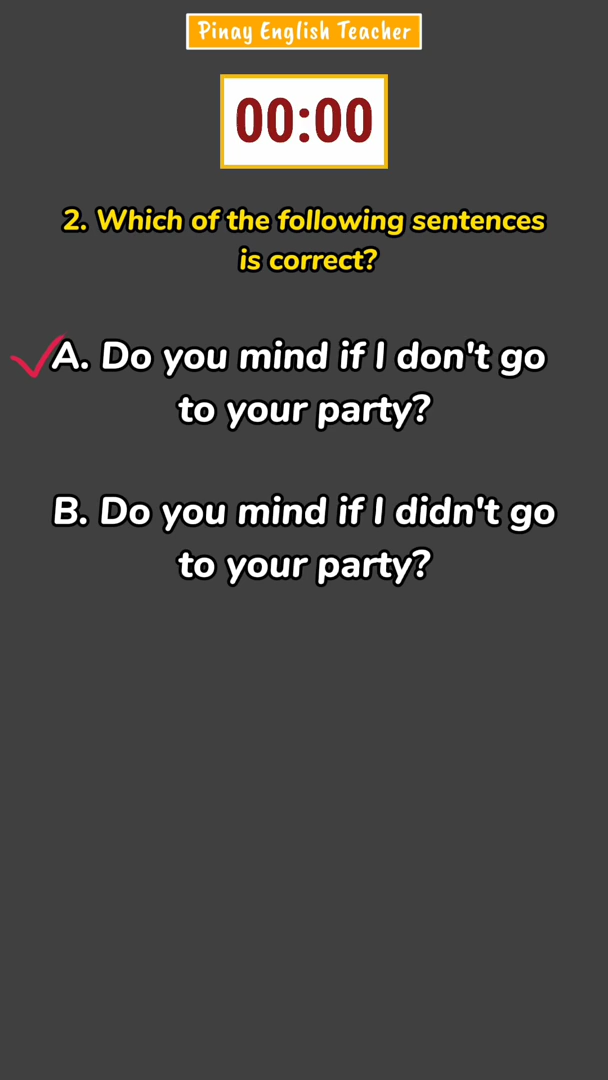 Pinay English Teacher
00:00
2. Which of the following sentences
is correct?
A. Do you mind if I don't go
to your party?
B. Do you mind if I didn't go
to your party?